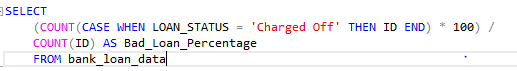 SELECT
(COUNT(CASE WHEN LOAN_STATUS = 'Charged Off' THEN ID END) * 100) /
COUNT(ID) AS Bad_Loan_Percentage
FROM bank_loan_data